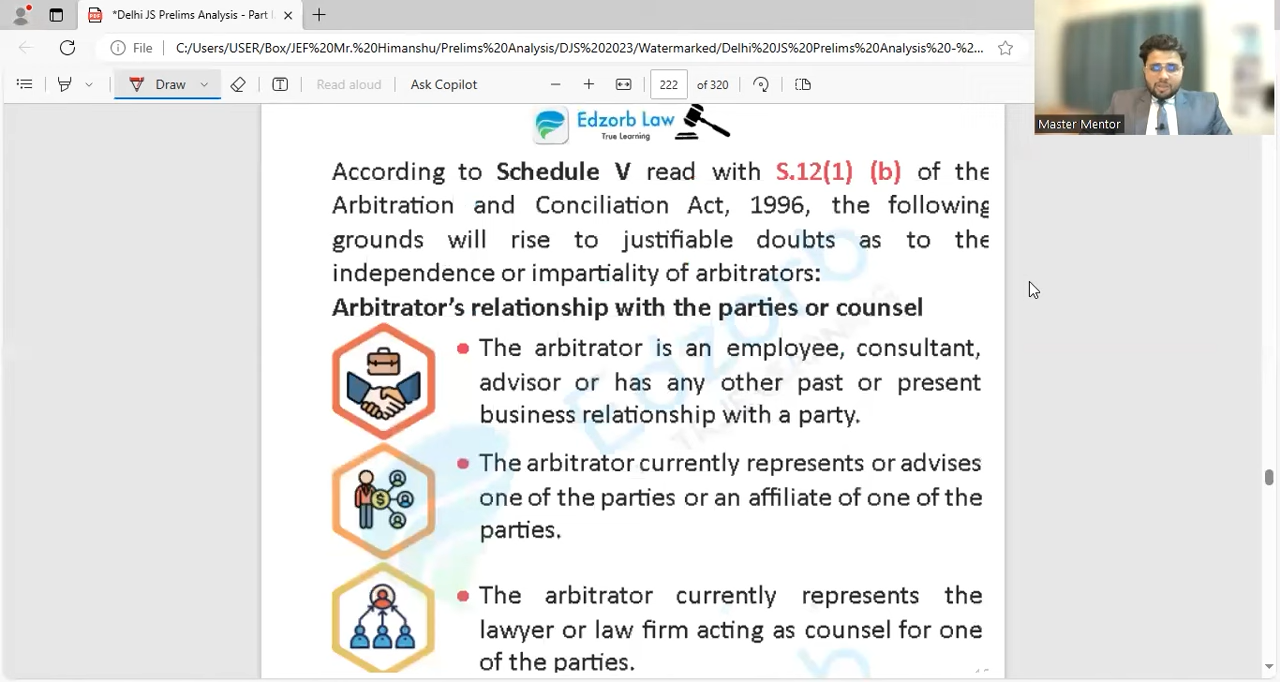 *Delhi JS Prelims Analysis - Part I
File
C:/Users/USER/Box/JEF%20Mr.%20Himanshu/Prelims%20Analysis/DJS%202023/Watermarked/Delhi%20JS%20Prelims%20Analysis%20-%2...
Draw
Read aloud
Ask Copilot
222 of 320
Master Mentor
Edzorb Law
True Learning
According to Schedule V read with S.12(1) (b) of the
Arbitration and Conciliation Act, 1996, the following
grounds will rise to justifiable doubts as to the
independence or impartiality of arbitrators:
Arbitrator's relationship with the parties or counsel
• The arbitrator is an employee, consultant,
advisor or has any other past or present
business relationship with a party.
• The arbitrator currently represents or advises
one of the parties or an affiliate of one of the
parties.
• The arbitrator currently represents the
lawyer or law firm acting as counsel for one
of the parties.
Edzorb